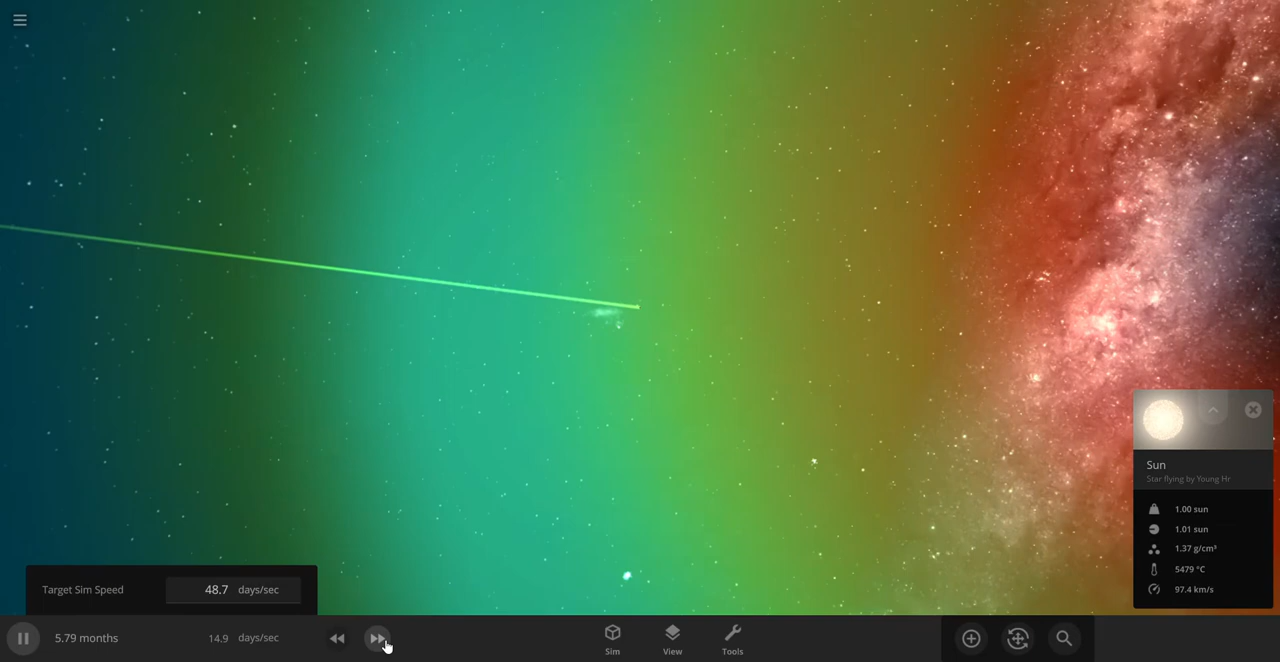 Sun
Star flying by Young Hr
1.00 sun
1.01 sun
1.37 g/cm³
5479 °C
97.4 km/s
Target Sim Speed 48.7 days/sec
5.79 months 14.9 days/sec
Sim View Tools